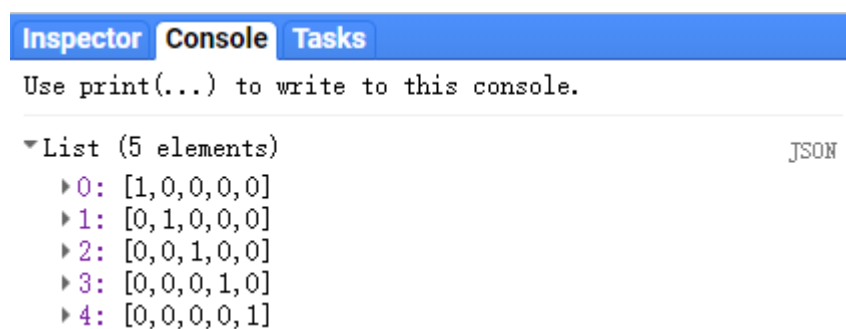 Inspector Console Tasks
Use print(...) to write to this console.
List (5 elements) JSON
0: [1,0,0,0,0]
1: [0,1,0,0,0]
2: [0,0,1,0,0]
3: [0,0,0,1,0]
4: [0,0,0,0,1]